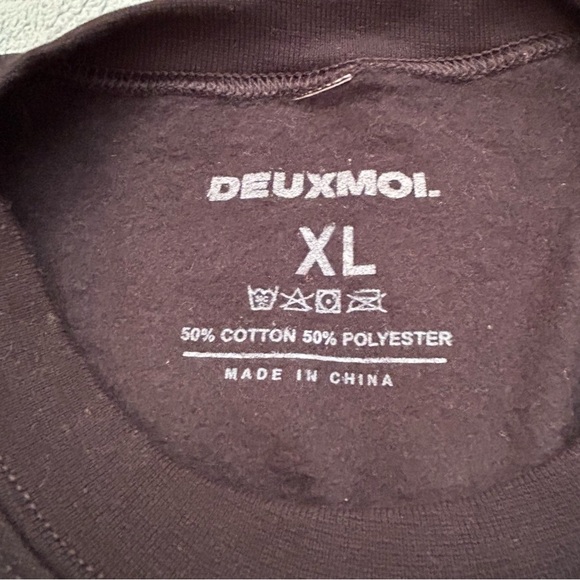 DEUXMOI.
XL
50% COTTON 50% POLYESTER
MADE IN CHINA